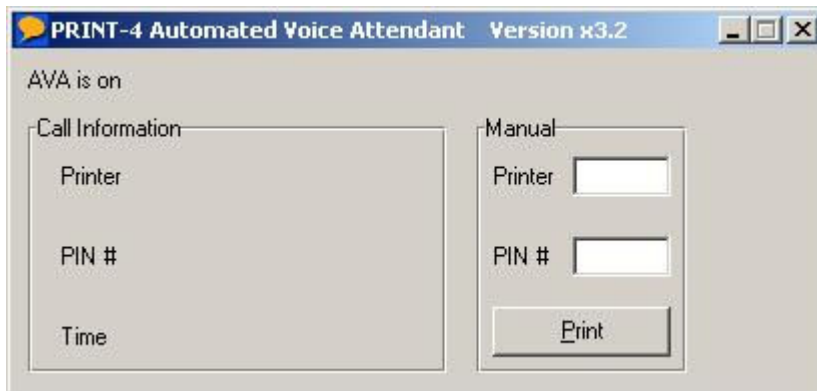 PRINT-4 Automated Voice Attendant Version x3.2
AVA is on
Call Information
Printer
PIN #
Time
Manual
Printer
PIN #
Print